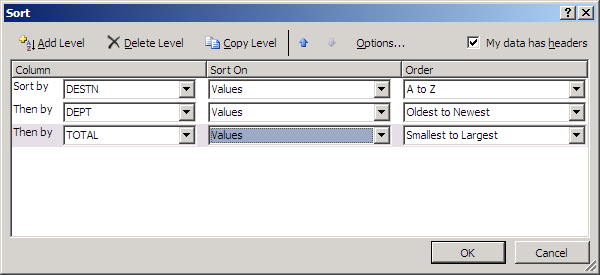 Sort
Add Level Delete Level Copy Level Options... My data has headers
Column Sort On Order
Sort by DESTN Values A to Z
Then by DEPT Values Oldest to Newest
Then by TOTAL Values Smallest to Largest
OK Cancel